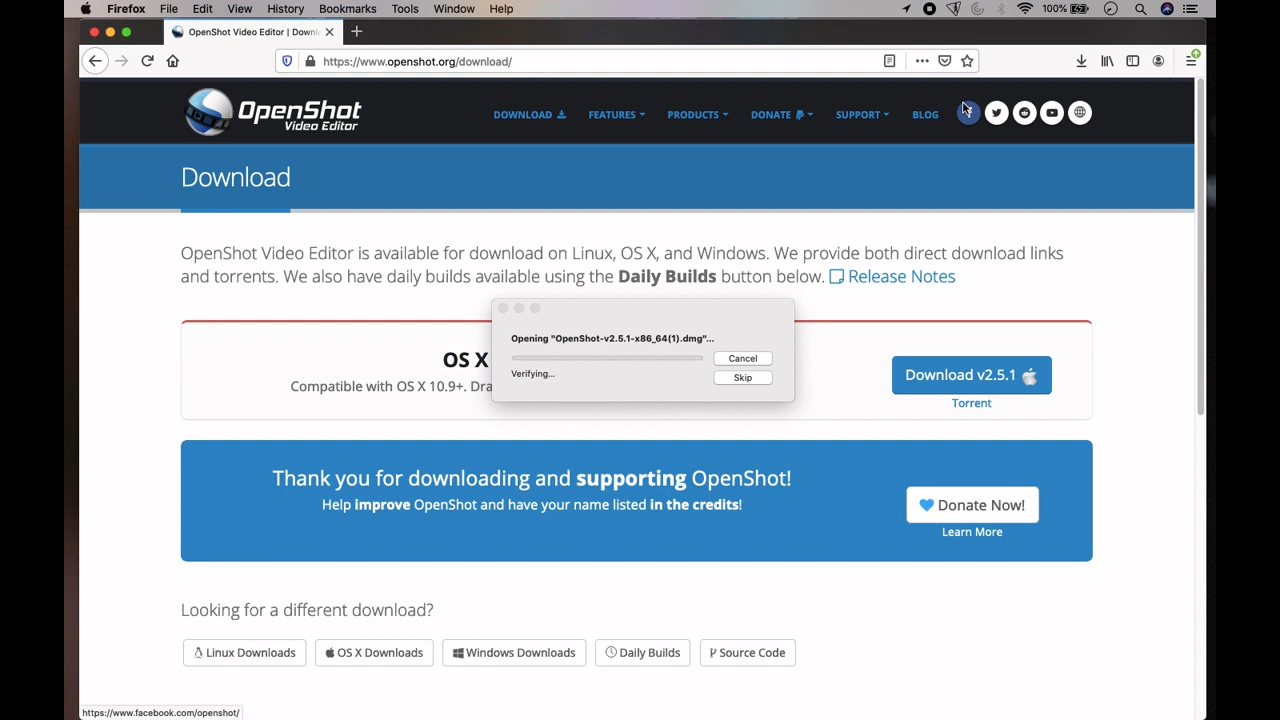 Firefox File Edit View History Bookmarks Tools Window Help 100%
OpenShot Video Editor | Downl
https://www.openshot.org/download/
OpenShot
Video Editor
DOWNLOAD FEATURES PRODUCTS DONATE SUPPORT BLOG
Download
OpenShot Video Editor is available for download on Linux, OS X, and Windows. We provide both direct download links
and torrents. We also have daily builds available using the Daily Builds button below. Release Notes
Opening "OpenShot-v2.5.1-x86_64(1).dmg"...
Cancel
Verifying...
Skip
OS X
Compatible with OS X 10.9+. Dra
Download v2.5.1
Torrent
Thank you for downloading and supporting OpenShot!
Help improve OpenShot and have your name listed in the credits!
Donate Now!
Learn More
Looking for a different download?
Linux Downloads OS X Downloads Windows Downloads Daily Builds Source Code
https://www.facebook.com/openshot/